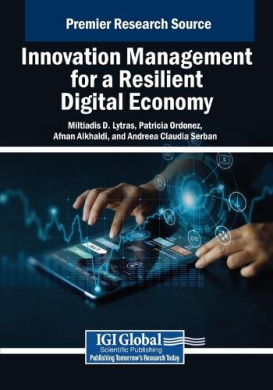 Premier Research Source
Innovation Management
for a Resilient
Digital Economy
Miltiadis D. Lytras, Patricia Ordonez,
Afnan Alkhaldi, and Andreea Claudia Serban
IGI Global
Scientific Publishing
Publishing Tomorrow's Research Today